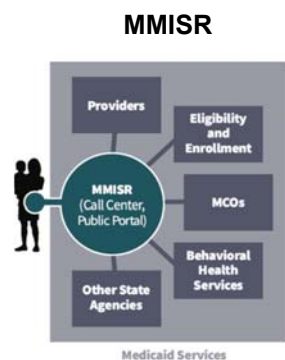 MMISR
Providers
Eligibility
and
Enrollment
MMISR
(Call Center,
Public Portal)
MCOs
Behavioral
Health
Services
Other State
Agencies
Medicaid Services